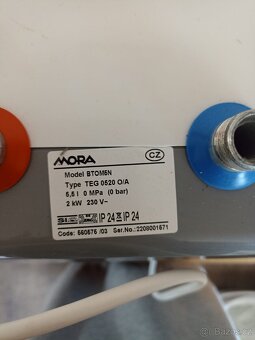 MORA CZ
Model BTOM5N
Type TEG 0520 O/A
5,5 l 0 MPa (0 bar)
2 kW 230 V~
IP 24 IP 24
Code: 560576 /03 Ser.No.: 2208001671